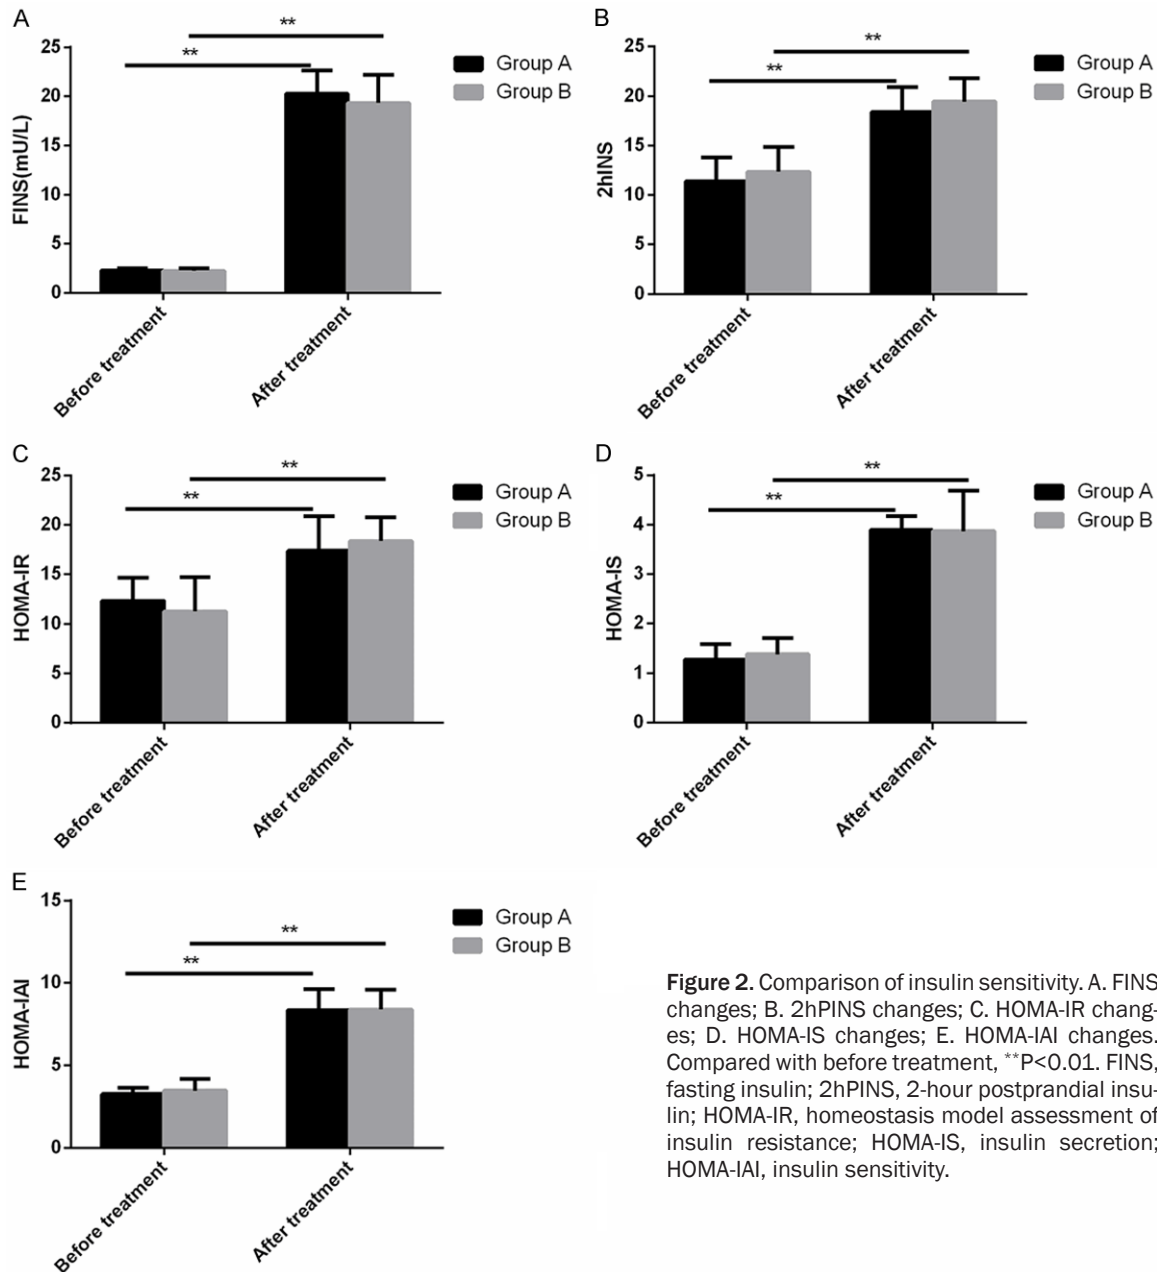 A
**
**
25
20
15
10
5
0
FINS(mU/L)
Group A
Group B
Before treatment
After treatment
B
**
**
25
20
15
10
5
0
2hINS
Group A
Group B
Before treatment
After treatment
C
**
**
25
20
15
10
5
0
HOMA-IR
Group A
Group B
Before treatment
After treatment
D
**
**
5
4
3
2
1
0
HOMA-IS
Group A
Group B
Before treatment
After treatment
E
**
**
15
10
5
0
HOMA-IAI
Group A
Group B
Before treatment
After treatment
Figure 2. Comparison of insulin sensitivity. A. FINS
changes; B. 2hPINS changes; C. HOMA-IR chang-
es; D. HOMA-IS changes; E. HOMA-IAI changes.
Compared with before treatment, **P<0.01. FINS,
fasting insulin; 2hPINS, 2-hour postprandial insu-
lin; HOMA-IR, homeostasis model assessment of
insulin resistance; HOMA-IS, insulin secretion;
HOMA-IAI, insulin sensitivity.